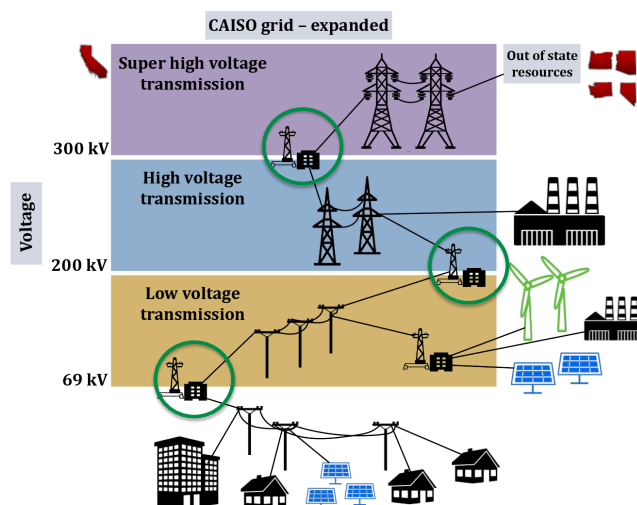 CAISO grid – expanded
Super high voltage
transmission
Out of state
resources
300 kV
High voltage
transmission
Voltage
200 kV
Low voltage
transmission
69 kV